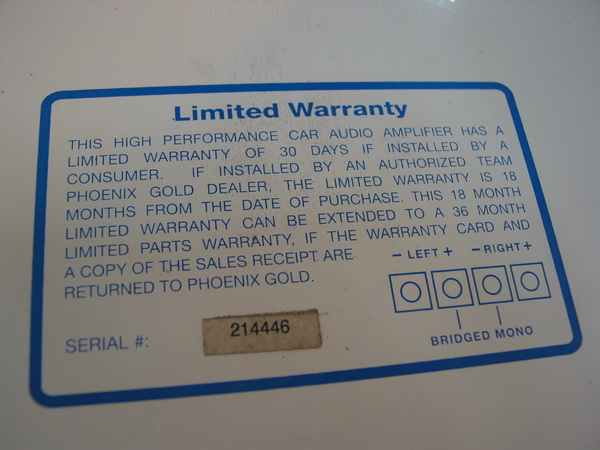 Limited Warranty
THIS HIGH PERFORMANCE CAR AUDIO AMPLIFIER HAS A
LIMITED WARRANTY OF 30 DAYS IF INSTALLED BY A
CONSUMER. IF INSTALLED BY AN AUTHORIZED TEAM
PHOENIX GOLD DEALER, THE LIMITED WARRANTY IS 18
MONTHS FROM THE DATE OF PURCHASE. THIS 18 MONTH
LIMITED WARRANTY CAN BE EXTENDED TO A 36 MONTH
LIMITED PARTS WARRANTY, IF THE WARRANTY CARD AND
A COPY OF THE SALES RECEIPT ARE
RETURNED TO PHOENIX GOLD.
− LEFT + − RIGHT +
BRIDGED MONO
SERIAL #: 214446